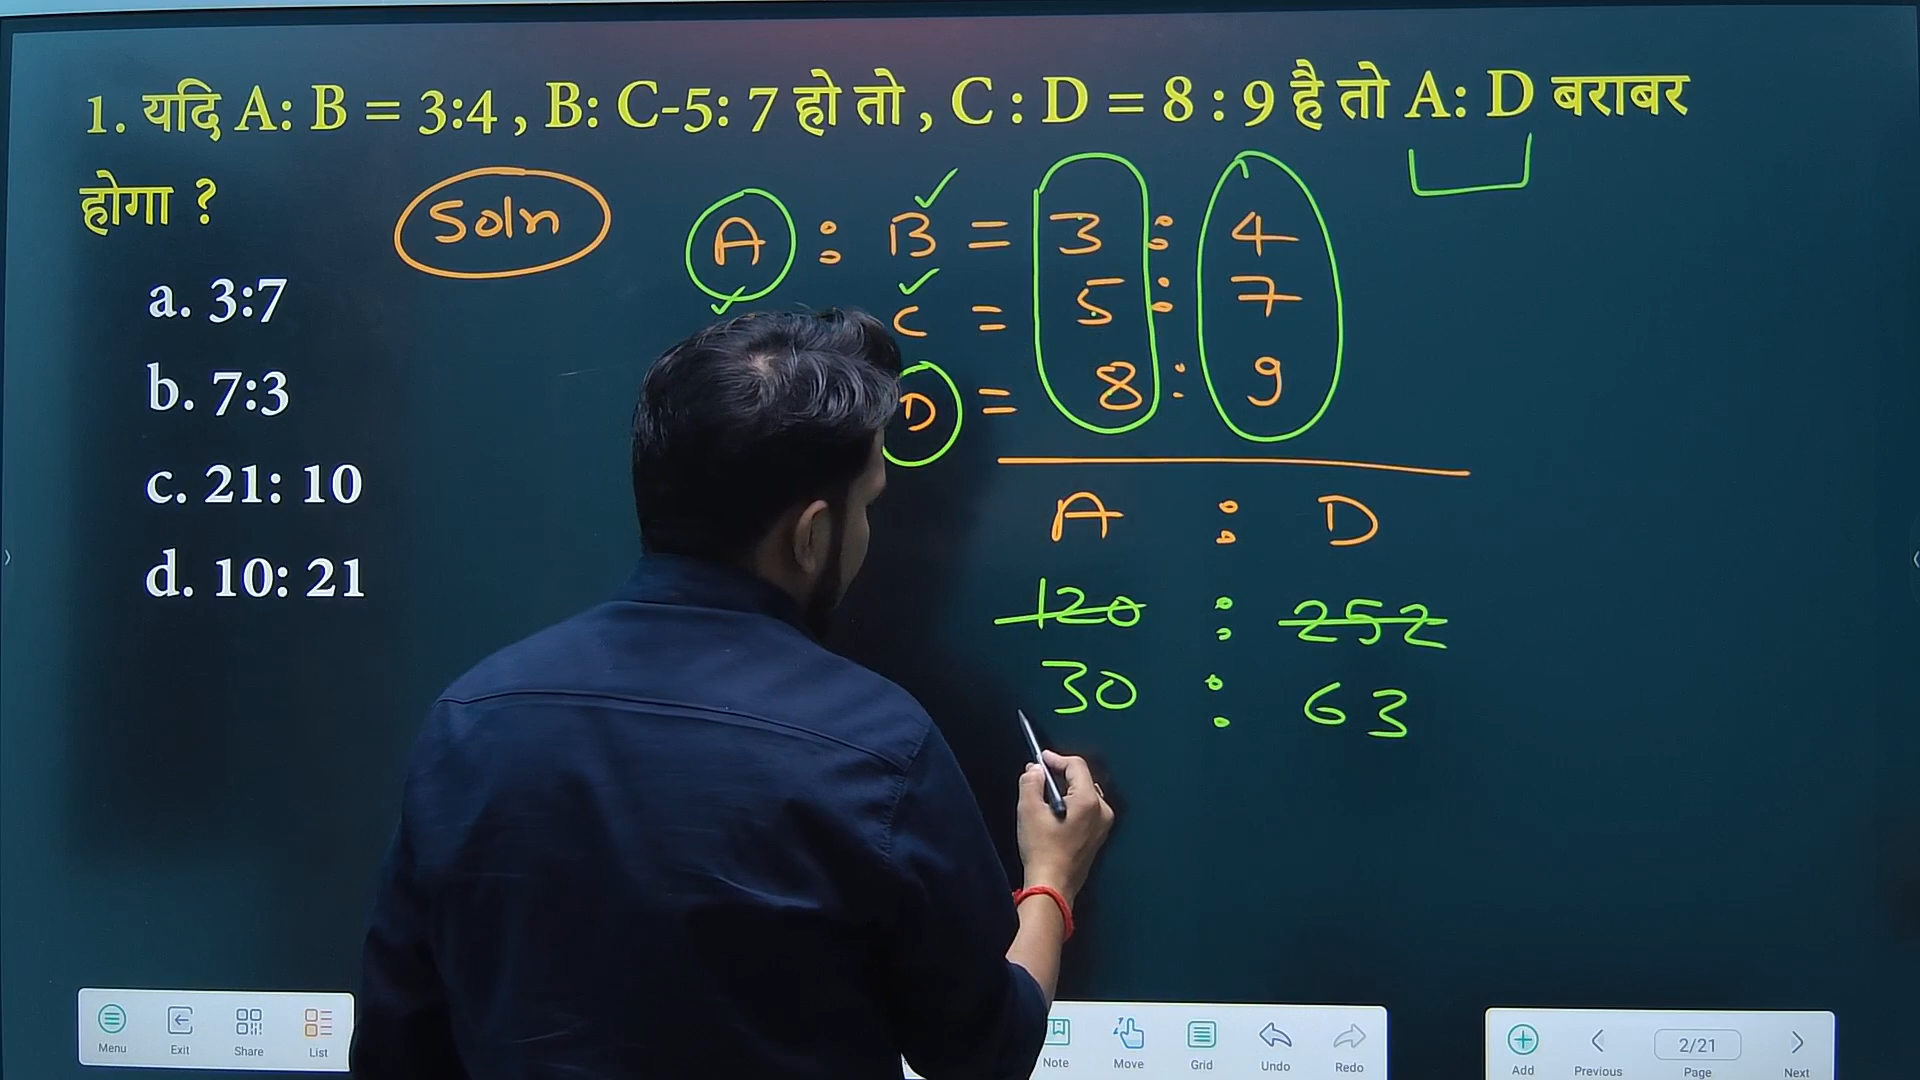 1. यदि A: B = 3:4 , B: C-5: 7 हो तो , C : D = 8 : 9 है तो A: D बराबर
होगा ?
Soln
a. 3:7
b. 7:3
c. 21: 10
d. 10: 21
A : B = 3 : 4
C = 5 : 7
D = 8 : 9
A : D
120 : 252
30 : 63
Menu Exit Share List Note Move Grid Undo Redo Add Previous 2/21 Page Next